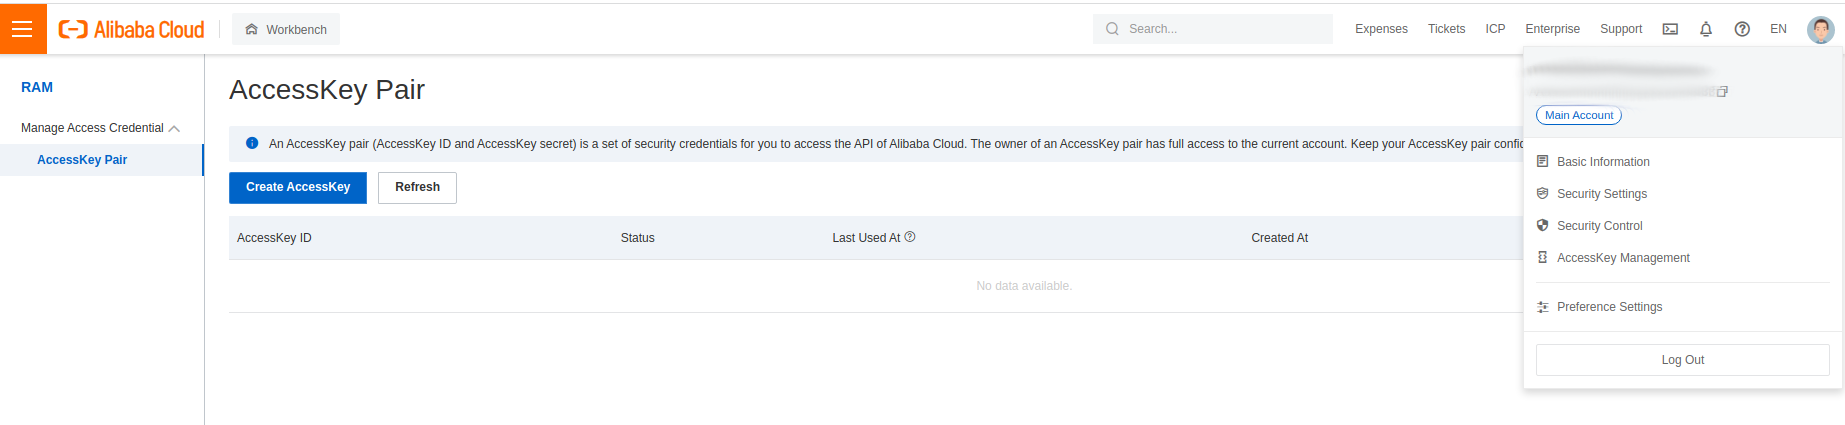 Alibaba Cloud
Workbench
Search...
Expenses
Tickets
ICP
Enterprise
Support
EN
RAM
Manage Access Credential
AccessKey Pair
AccessKey Pair
An AccessKey pair (AccessKey ID and AccessKey secret) is a set of security credentials for you to access the API of Alibaba Cloud. The owner of an AccessKey pair has full access to the current account. Keep your AccessKey pair
Create AccessKey
Refresh
AccessKey ID
Status
Last Used At
Created At
No data available.
Main Account
Basic Information
Security Settings
Security Control
AccessKey Management
Preference Settings
Log Out